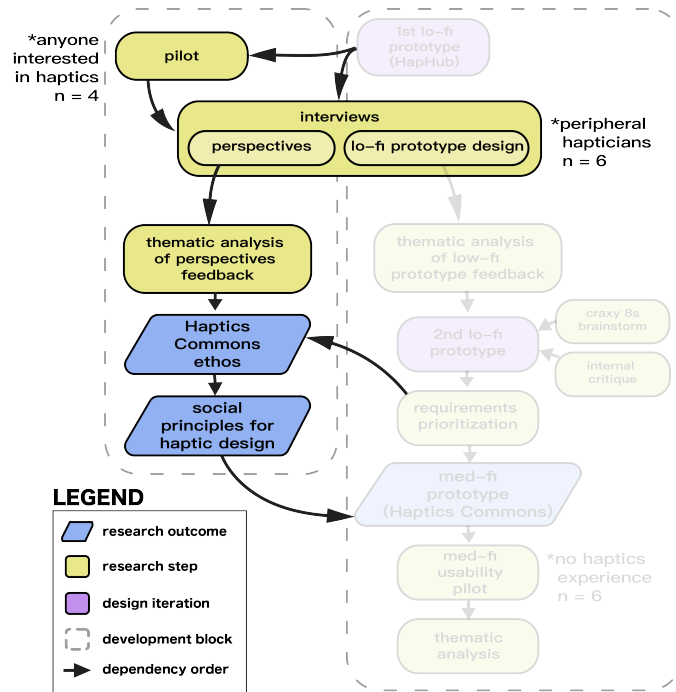 *anyone
interested
in haptics
n = 4
pilot
1st lo-fi
prototype
(HapHub)
interviews
perspectives
lo-fi prototype design
*peripheral
hapticians
n = 6
thematic analysis
of perspectives
feedback
thematic analysis
of low-fi
prototype feedback
Haptics
Commons
ethos
2nd lo-fi
prototype
craxy 8s
brainstorm
internal
critique
social
principles for
haptic design
requirements
prioritization
med-fi
prototype
(Haptics Commons)
med-fi
usability
pilot
*no haptics
experience
n = 6
thematic
analysis
LEGEND
research outcome
research step
design iteration
development block
dependency order